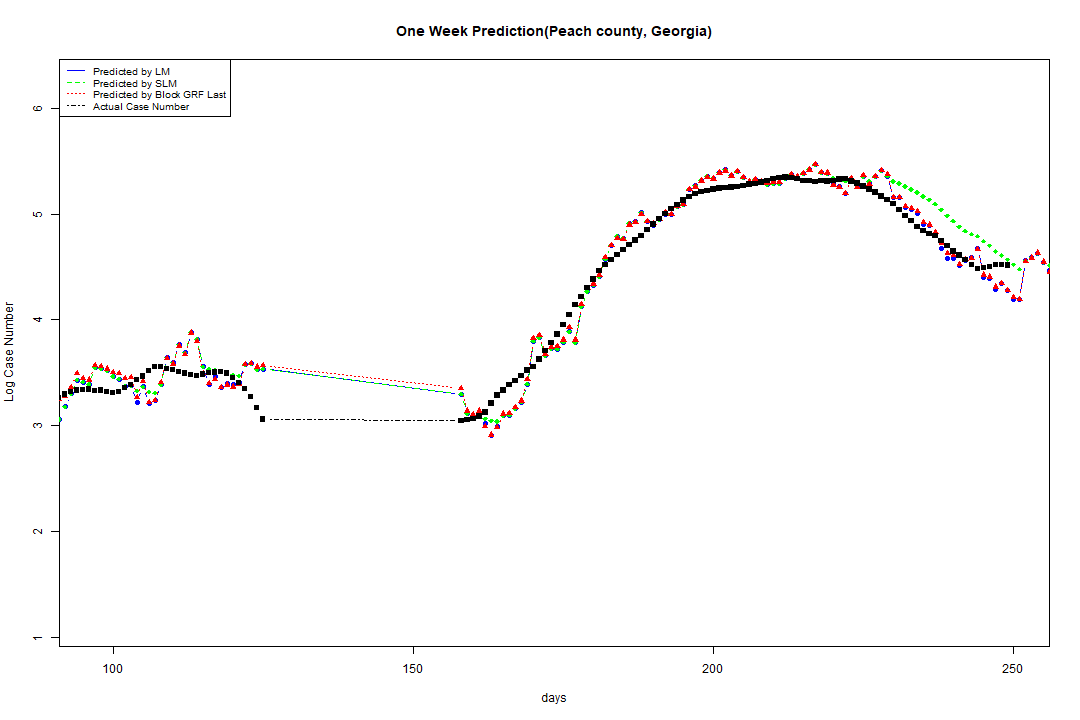 One Week Prediction(Peach county, Georgia)
Predicted by LM
Predicted by SLM
Predicted by Block GRF Last
Actual Case Number
6
5
4
3
2
1
Log Case Number
100 150 200 250
days